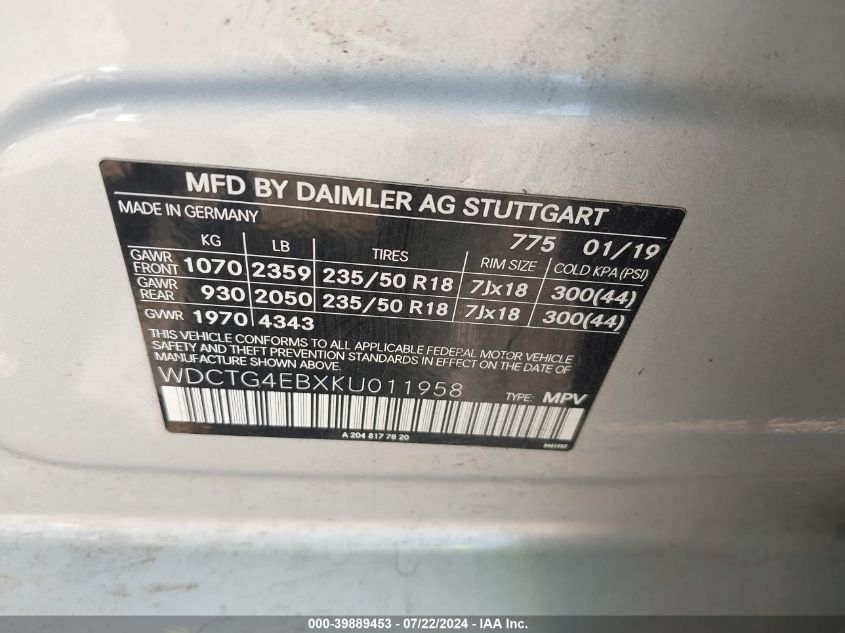 MFD BY DAIMLER AG STUTTGART
MADE IN GERMANY 775 01/19
KG LB TIRES RIM SIZE COLD KPA(PSI)
GAWR FRONT 1070 2359 235/50 R18 7Jx18 300(44)
GAWR REAR 930 2050 235/50 R18 7Jx18 300(44)
GVWR 1970 4343
THIS VEHICLE CONFORMS TO ALL APPLICABLE FEDERAL MOTOR VEHICLE
SAFETY AND THEFT PREVENTION STANDARDS IN EFFECT ON THE DATE OF
MANUFACTURE SHOWN ABOVE.
WDCTG4EBXKU011958 TYPE: MPV
A 204 817 78 20
000-39889453 - 07/22/2024 - IAA Inc.